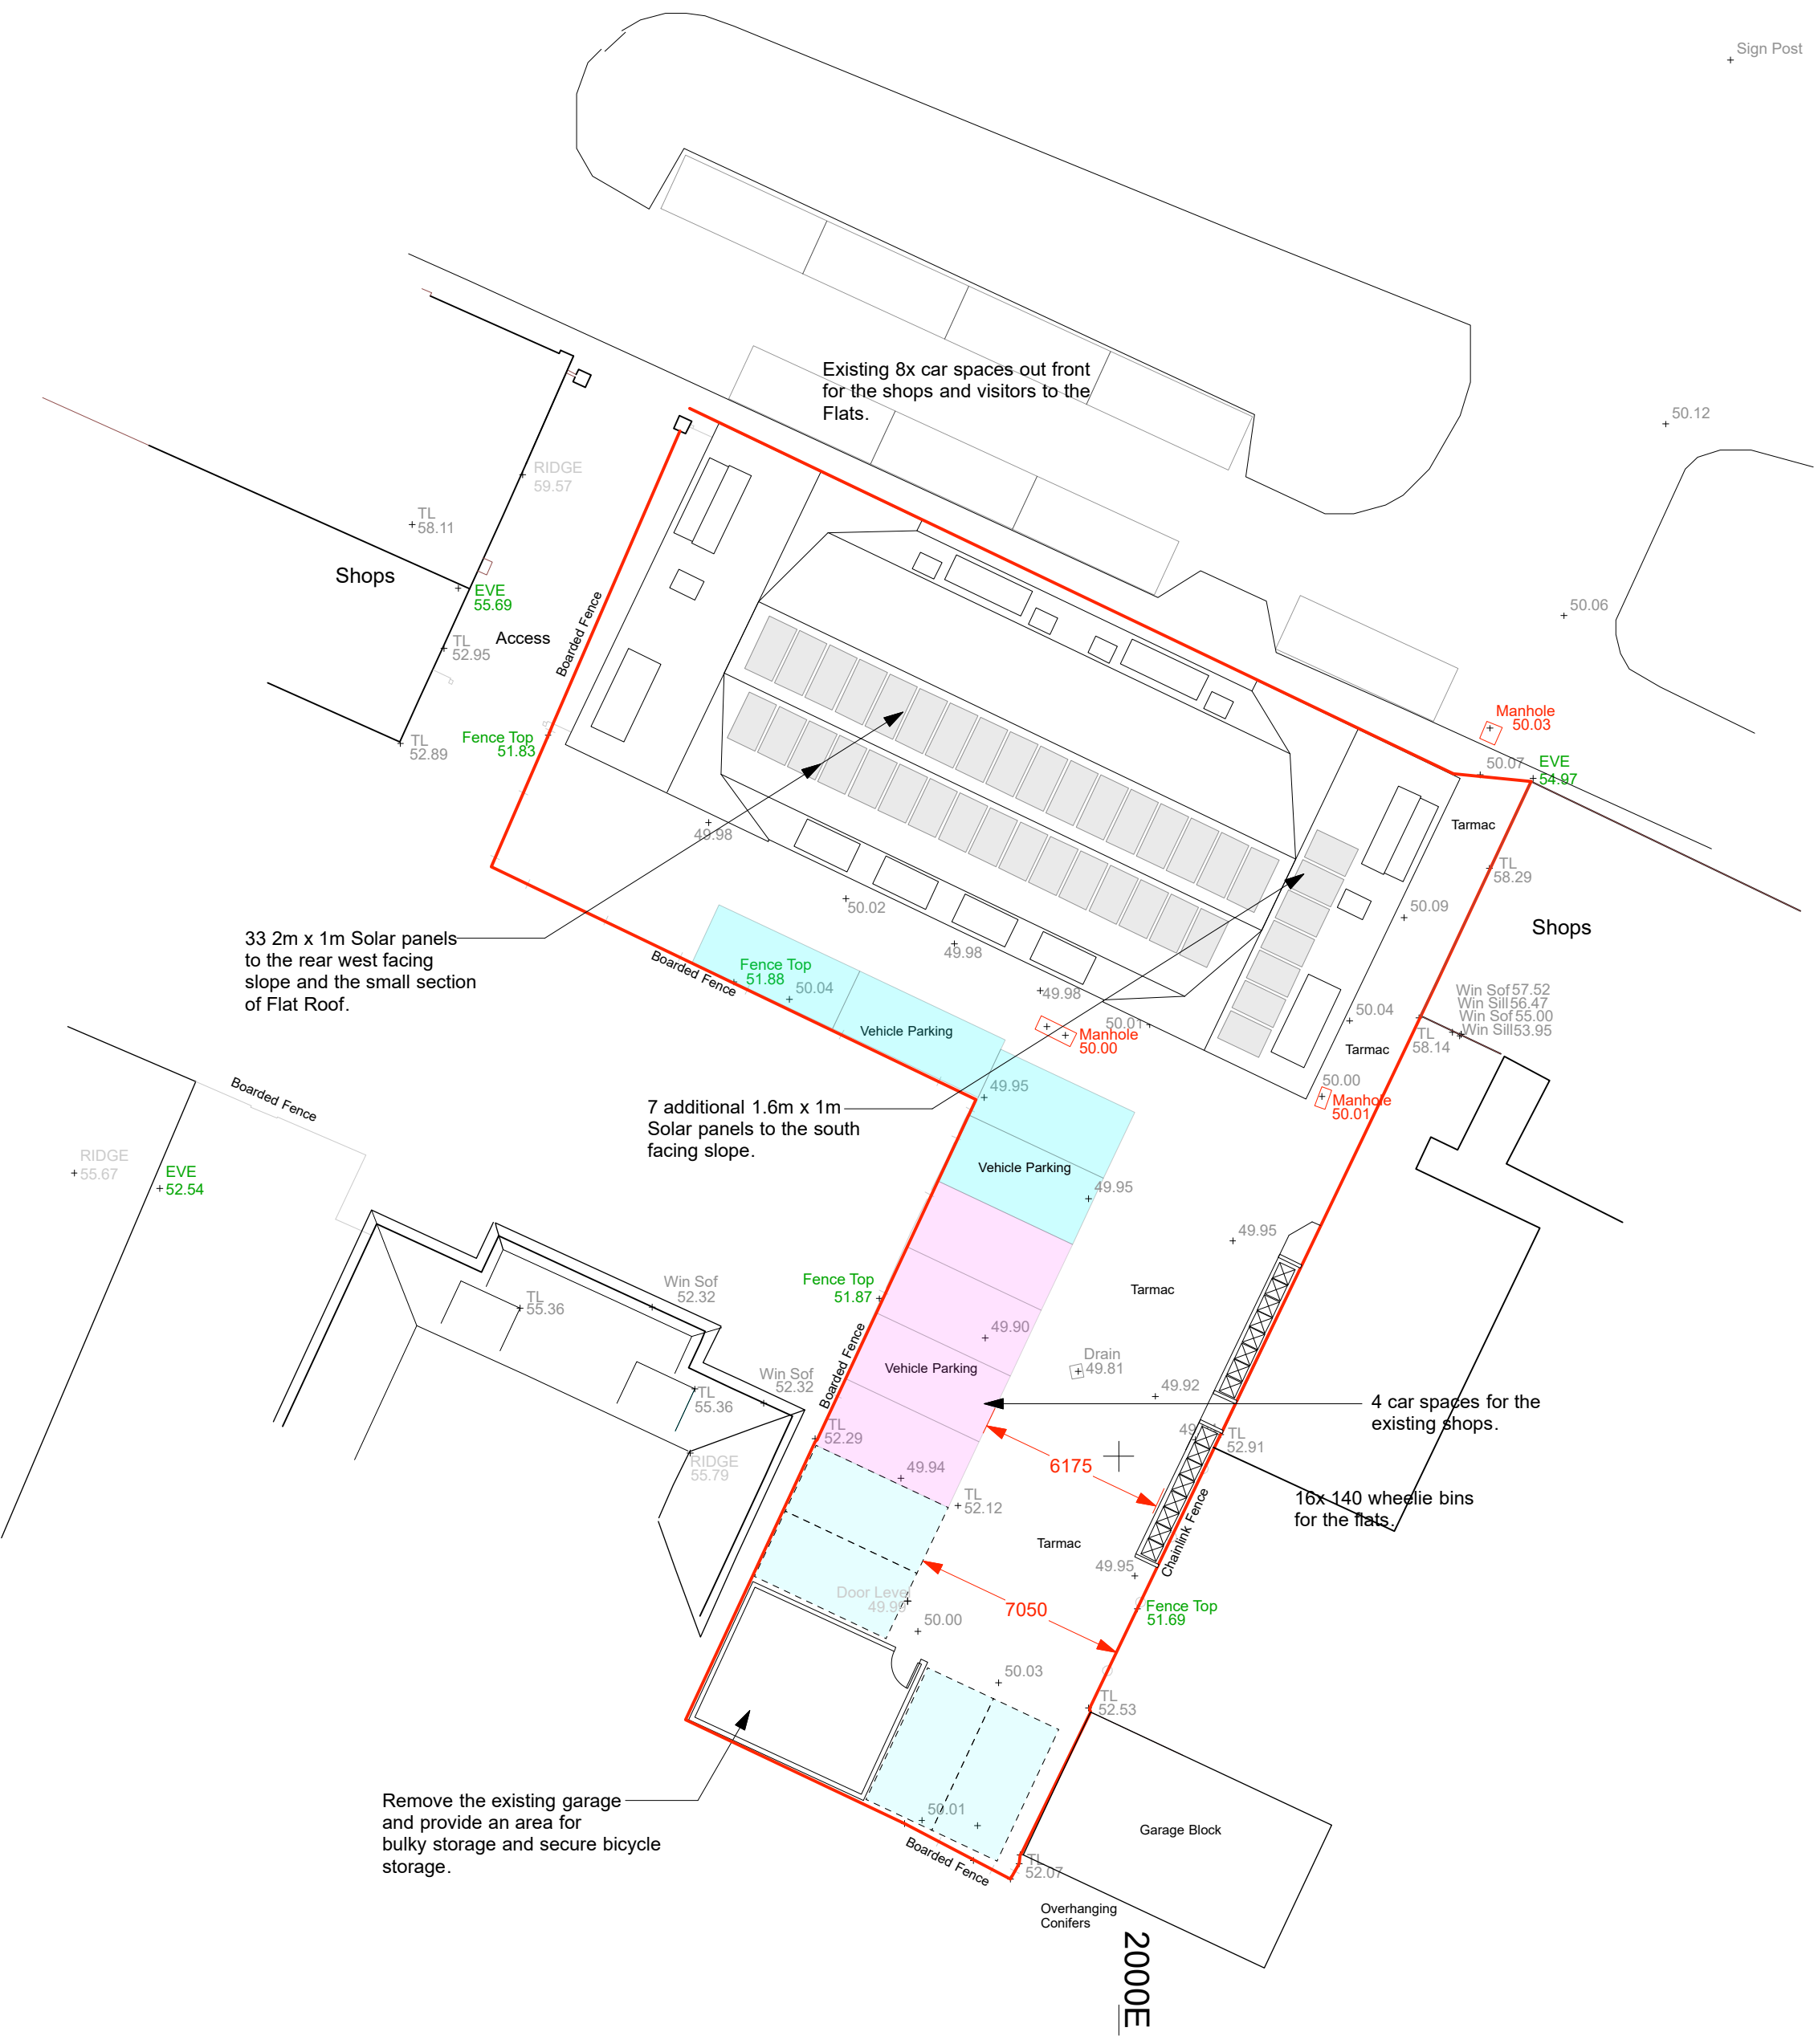 Sign Post
Existing 8x car spaces out front
for the shops and visitors to the
Flats.
50.12
RIDGE
59.57
TL
58.11
Shops
EVE
55.69
50.06
Access
TL
52.95
Boarded Fence
Manhole
50.03
Fence Top
51.83
TL
52.89
50.07
EVE
54.97
49.98
Tarmac
TL
58.29
50.02
50.09
Shops
33 2m x 1m Solar panels
to the rear west facing
slope and the small section
of Flat Roof.
49.98
Boarded Fence
Fence Top
51.88
50.04
49.98
Vehicle Parking
50.01
Manhole
50.00
50.04
Tarmac
Win Sof 57.52
Win Sill 56.47
Win Sof 55.00
Win Sill 53.95
TL
58.14
Boarded Fence
49.95
50.00
Manhole
50.01
7 additional 1.6m x 1m
Solar panels to the south
facing slope.
RIDGE
55.67
EVE
52.54
Vehicle Parking
49.95
49.95
Win Sof
52.32
TL
55.36
Fence Top
51.87
Tarmac
49.90
Boarded Fence
Vehicle Parking
Drain
49.81
Win Sof
52.32
TL
55.36
49.92
4 car spaces for the
existing shops.
TL
52.29
49.
TL
52.91
RIDGE
55.79
49.94
6175
TL
52.12
16x 140 wheelie bins
for the flats.
Chainlink Fence
Tarmac
49.95
Door Level
49.99
7050
Fence Top
51.69
50.00
50.03
TL
52.53
Remove the existing garage
and provide an area for
bulky storage and secure bicycle
storage.
50.01
Garage Block
Boarded Fence
TL
52.07
Overhanging
Conifers
2000E